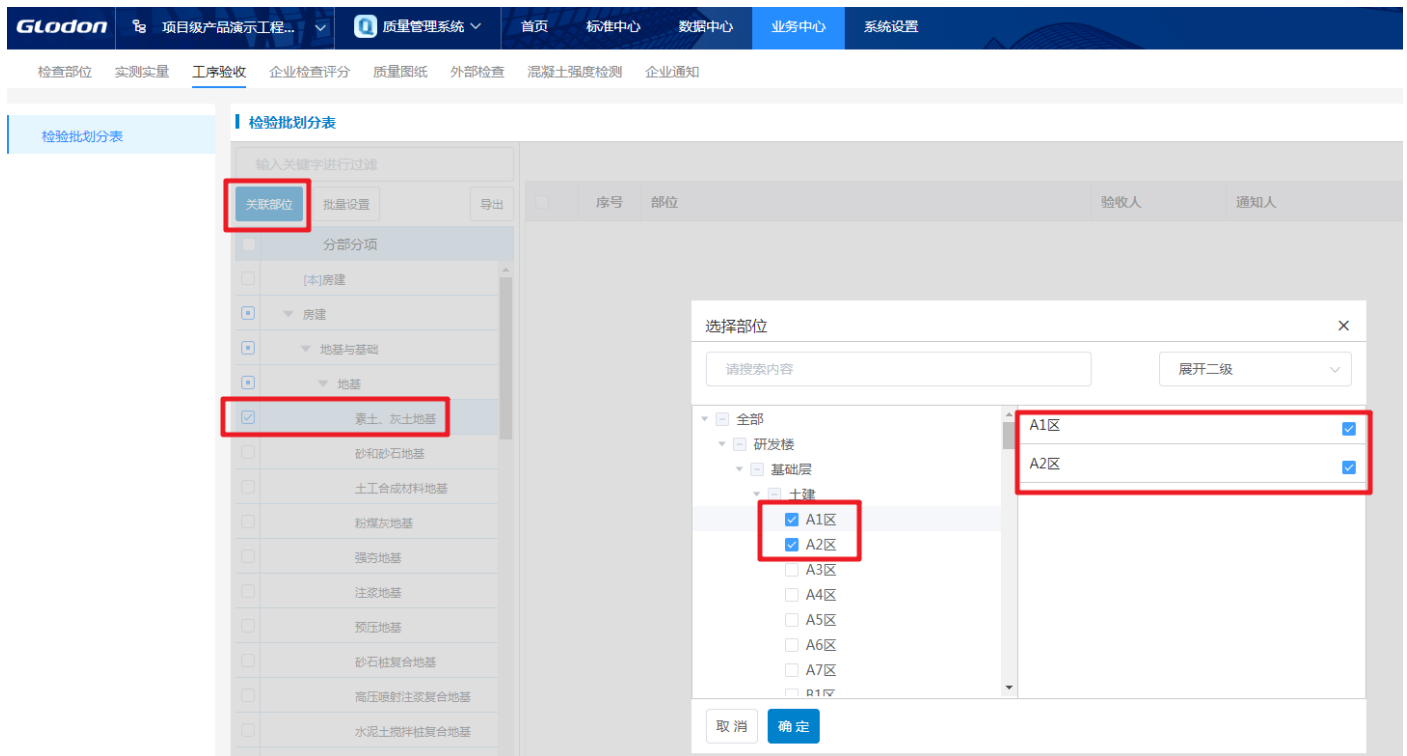 GLodon 项目级产品演示工程... 质量管理系统 首页 标准中心 数据中心 业务中心 系统设置
检查部位 实测实量 工序验收 企业检查评分 质量图纸 外部检查 混凝土强度检测 企业通知
检验批划分表
检验批划分表
输入关键字进行过滤
关联部位 批量设置 导出
序号 部位 验收人 通知人
分部分项
[本]房建
房建
地基与基础
地基
素土、灰土地基
砂和砂石地基
土工合成材料地基
粉煤灰地基
强夯地基
注浆地基
预压地基
砂石桩复合地基
高压喷射注浆复合地基
水泥土搅拌桩复合地基
选择部位
请搜索内容 展开二级
全部
研发楼
基础层
土建
A1区
A2区
A3区
A4区
A5区
A6区
A7区
B1区
A1区
A2区
取消 确定